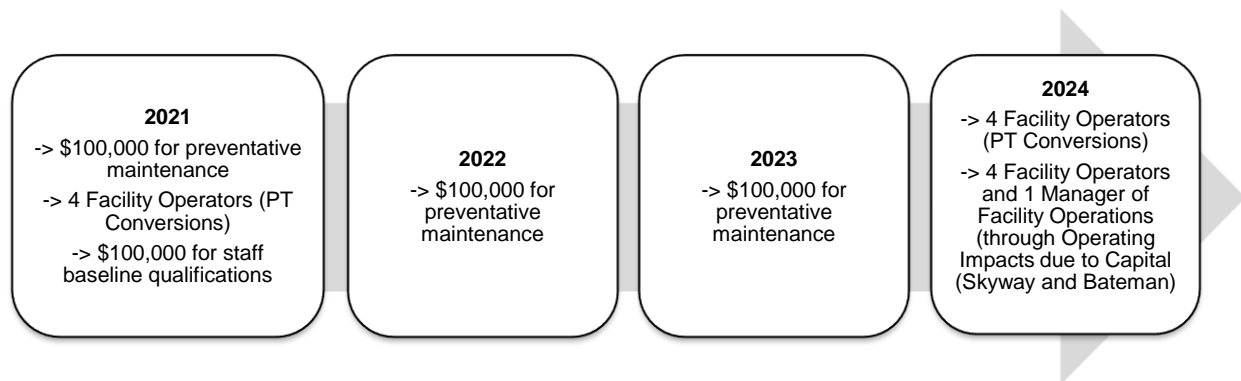 2021
-> $100,000 for preventative
maintenance
-> 4 Facility Operators (PT
Conversions)
-> $100,000 for staff
baseline qualifications
2022
-> $100,000 for
preventative
maintenance
2023
-> $100,000 for
preventative
maintenance
2024
-> 4 Facility Operators
(PT Conversions)
-> 4 Facility Operators
and 1 Manager of
Facility Operations
(through Operating
Impacts due to Capital
(Skyway and Bateman)